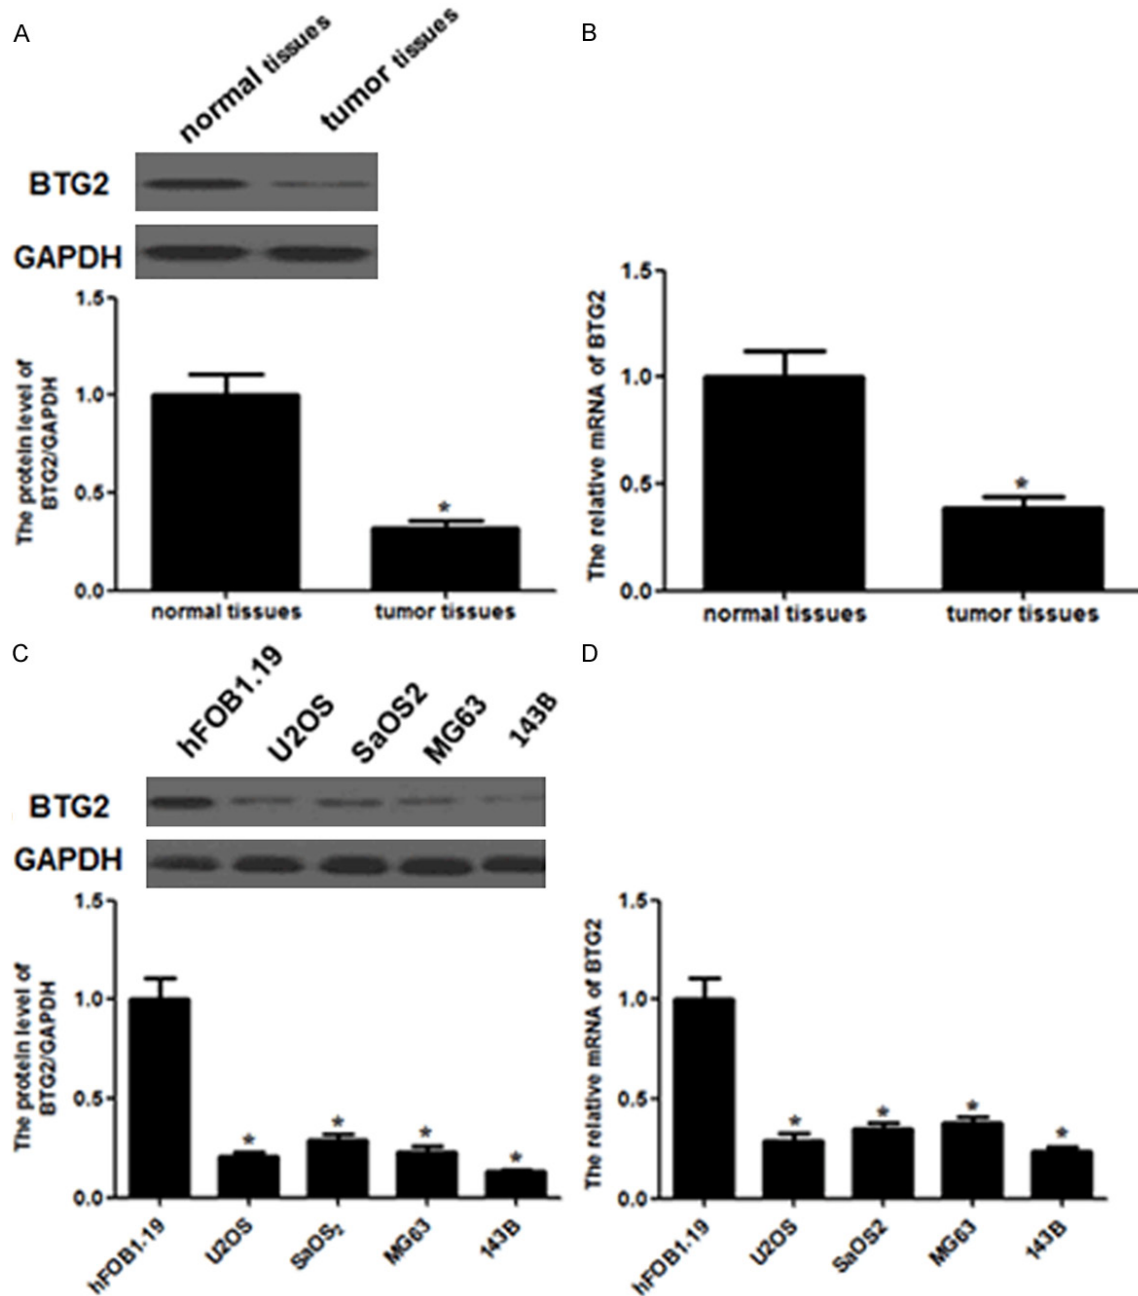 A
normal tissues
tumor tissues
BTG2
GAPDH
The protein level of
BTG2/GAPDH
1.5
1.0
0.5
0.0
*
normal tissues
tumor tissues
B
The relative mRNA of BTG2
1.5
1.0
0.5
0.0
*
normal tissues
tumor tissues
C
hFOB1.19
U2OS
SaOS2
MG63
143B
BTG2
GAPDH
The protein level of
BTG2/GAPDH
1.5
1.0
0.5
0.0
*
*
*
*
hFOB1.19
U2OS
SaOS₂
MG63
143B
D
The relative mRNA of BTG2
1.5
1.0
0.5
0.0
*
*
*
*
hFOB1.19
U2OS
SaOS2
MG63
143B